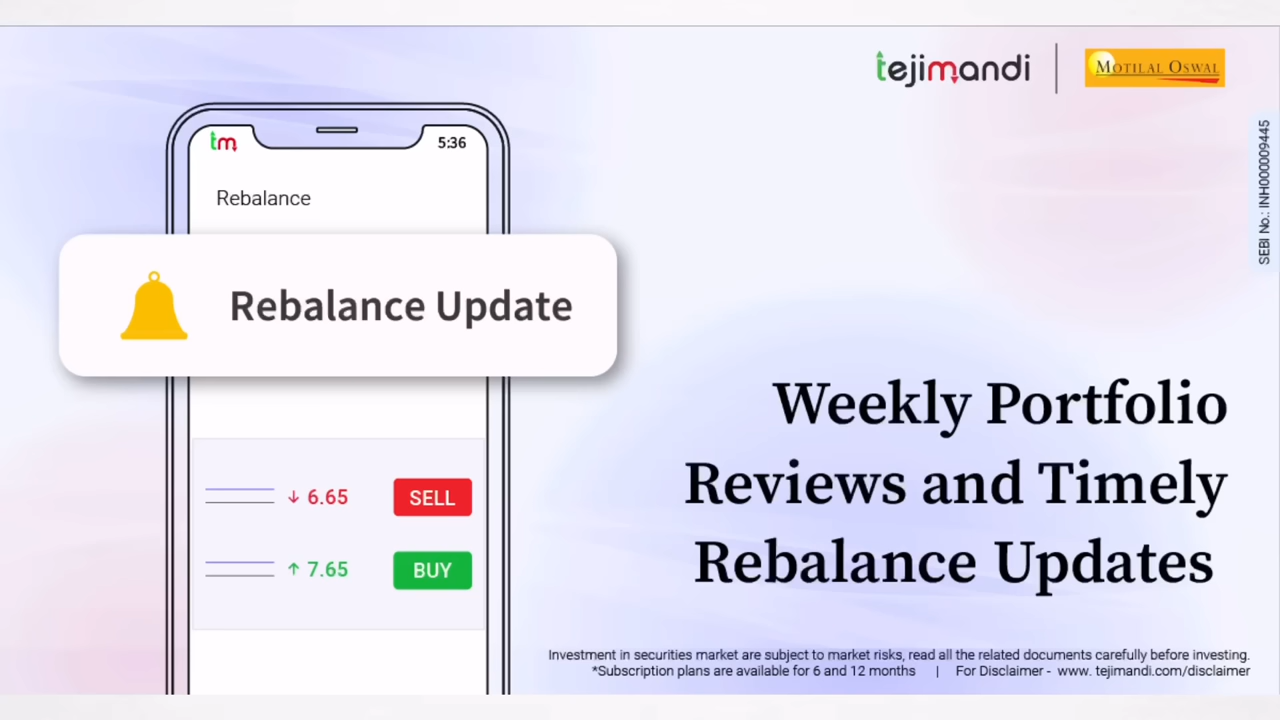 tejimandi
MOTILAL OSWAL
SEBI No.: INH000009445
tm
5:36
Rebalance
Rebalance Update
↓ 6.65
SELL
↑ 7.65
BUY
Weekly Portfolio
Reviews and Timely
Rebalance Updates
Investment in securities market are subject to market risks, read all the related documents carefully before investing.
*Subscription plans are available for 6 and 12 months | For Disclaimer - www. tejimandi.com/disclaimer